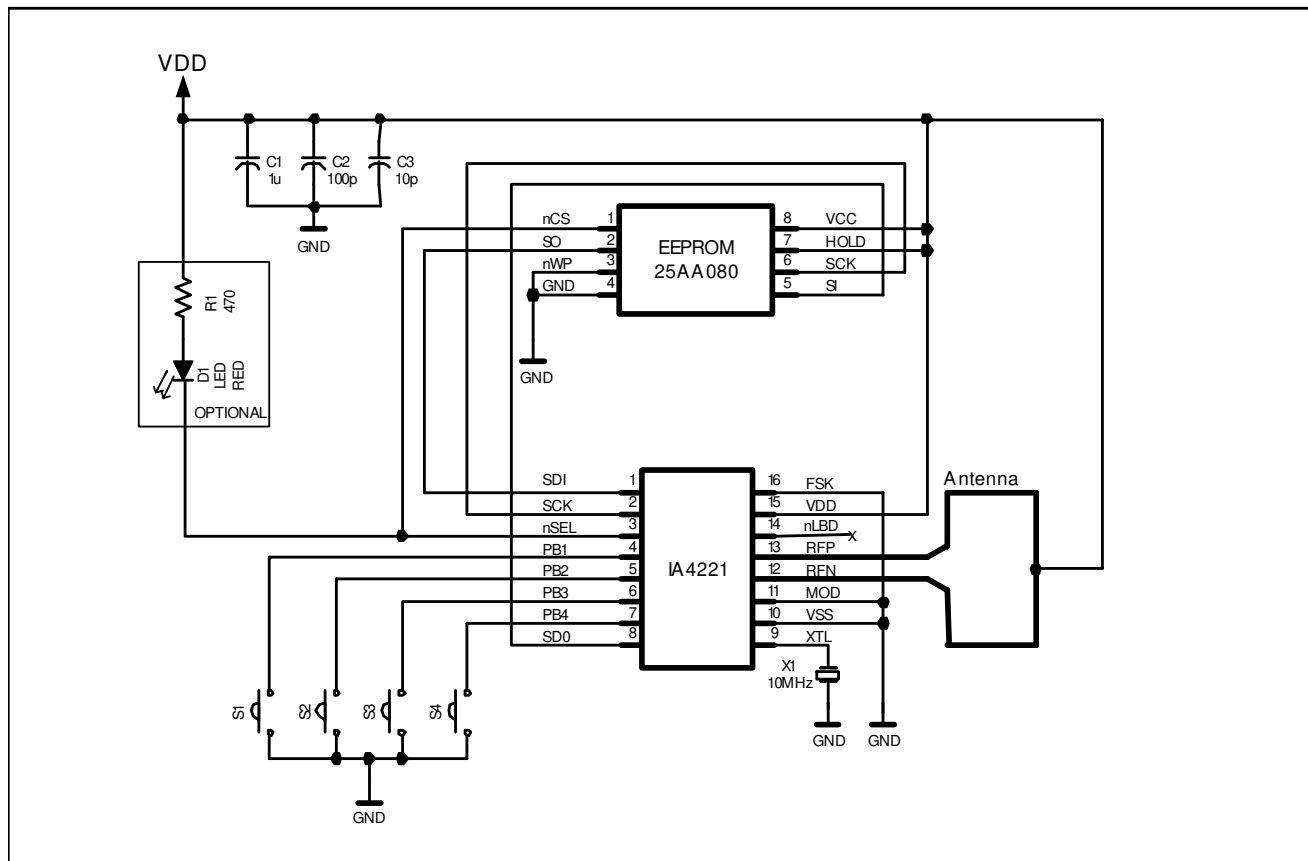 VDD
C1
1u
C2
100p
C3
10p
GND
R1
470
D1
LED
RED
OPTIONAL
nCS
SO
nWP
GND
1
2
3
4
EEPROM
25AA080
8
7
6
5
VCC
HOLD
SCK
SI
GND
SDI
SCK
nSEL
PB1
PB2
PB3
PB4
SD0
1
2
3
4
5
6
7
8
IA4221
16
15
14
13
12
11
10
9
FSK
VDD
nLBD
x
RFP
RFN
MOD
VSS
XTL
Antenna
X1
10MHz
GND
GND
S1
S2
S3
S4
GND